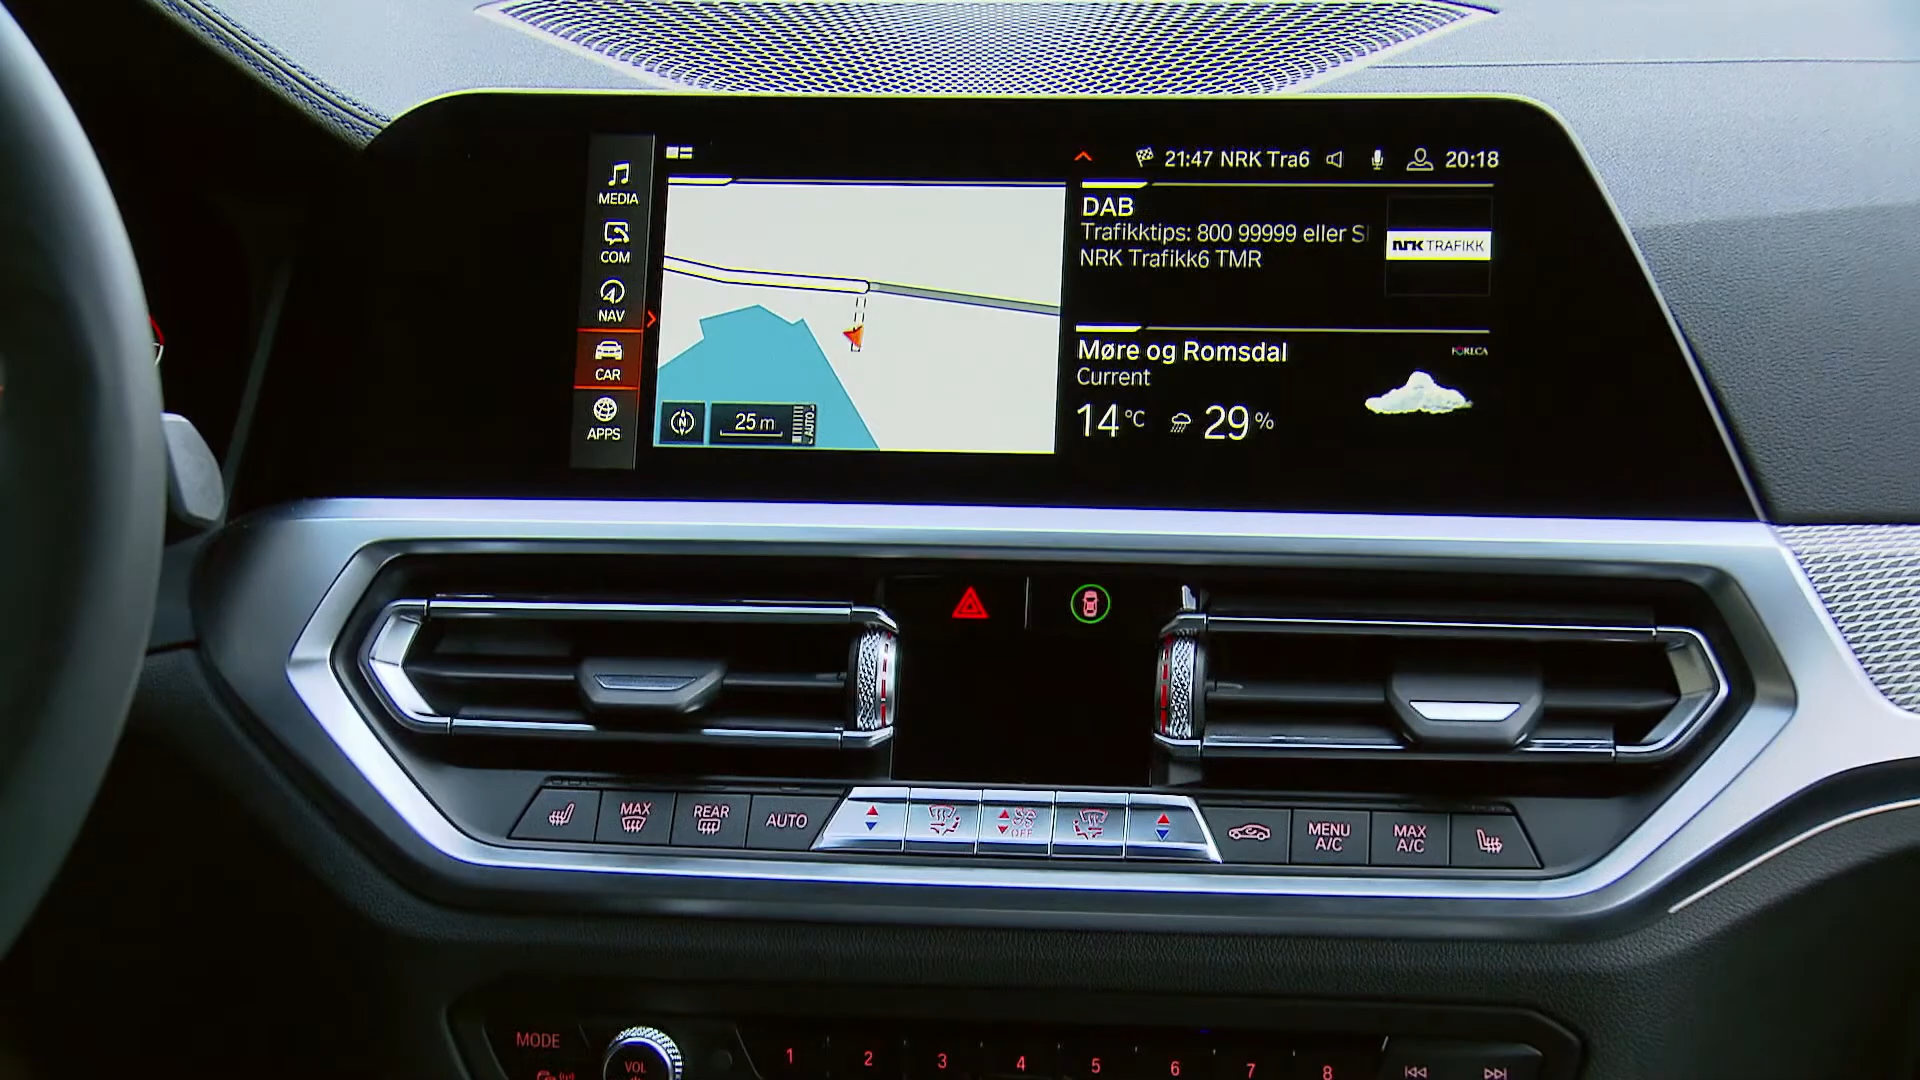 MEDIA
COM
NAV
CAR
APPS
21:47 NRK Tra6
20:18
DAB
Trafikktips: 800 99999 eller S
NRK Trafikk6 TMR
NRK TRAFIKK
Møre og Romsdal
FORECA
Current
14°C 29%
N
25 m
AUTO
MAX
REAR
AUTO
OFF
MENU
A/C
MAX
A/C
MODE
VOL
1 2 3 4 5 6 7 8